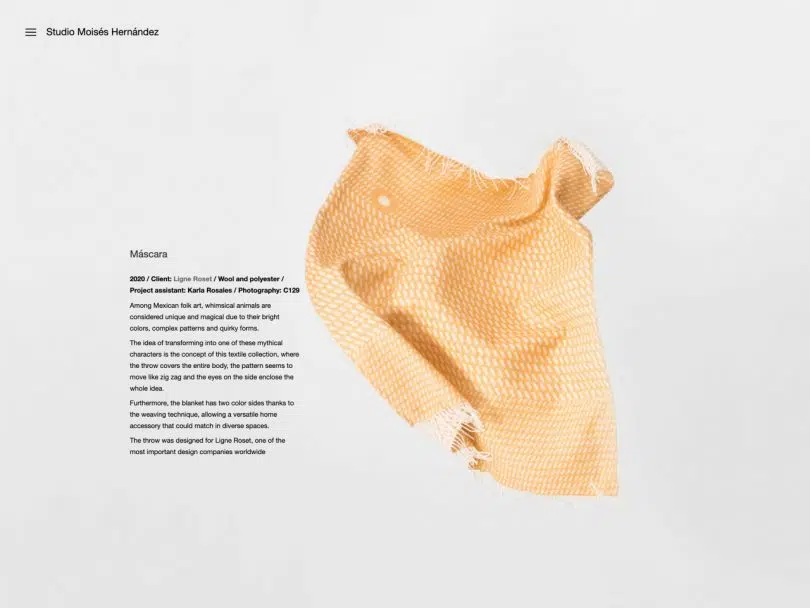 Studio Moisés Hernández
Máscara
2020 / Client: Ligne Roset / Wool and polyester /
Project assistant: Karla Rosales / Photography: C129
Among Mexican folk art, whimsical animals are
considered unique and magical due to their bright
colors, complex patterns and quirky forms.
The idea of transforming into one of these mythical
characters is the concept of this textile collection, where
the throw covers the entire body, the pattern seems to
move like zig zag and the eyes on the side enclose the
whole idea.
Furthermore, the blanket has two color sides thanks to
the weaving technique, allowing a versatile home
accessory that could match in diverse spaces.
The throw was designed for Ligne Roset, one of the
most important design companies worldwide